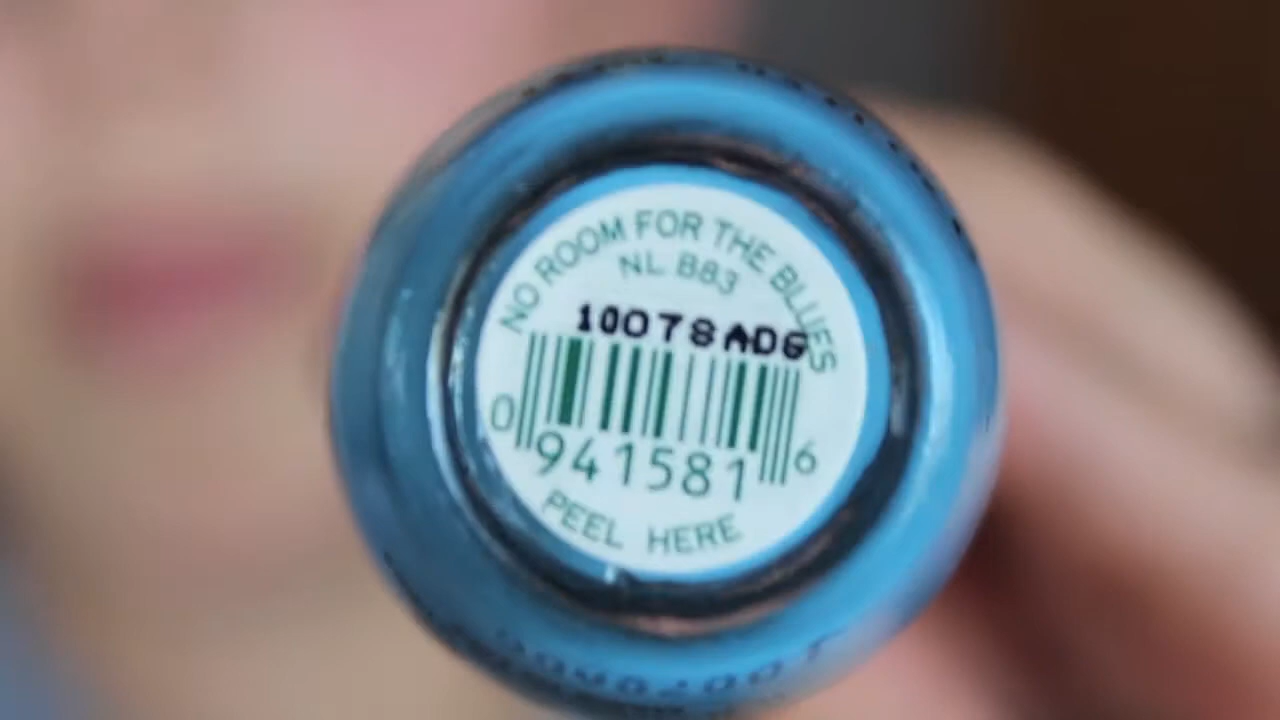 NO ROOM FOR THE BLUES
NL B83
10078AD6
0 941581 6
PEEL HERE